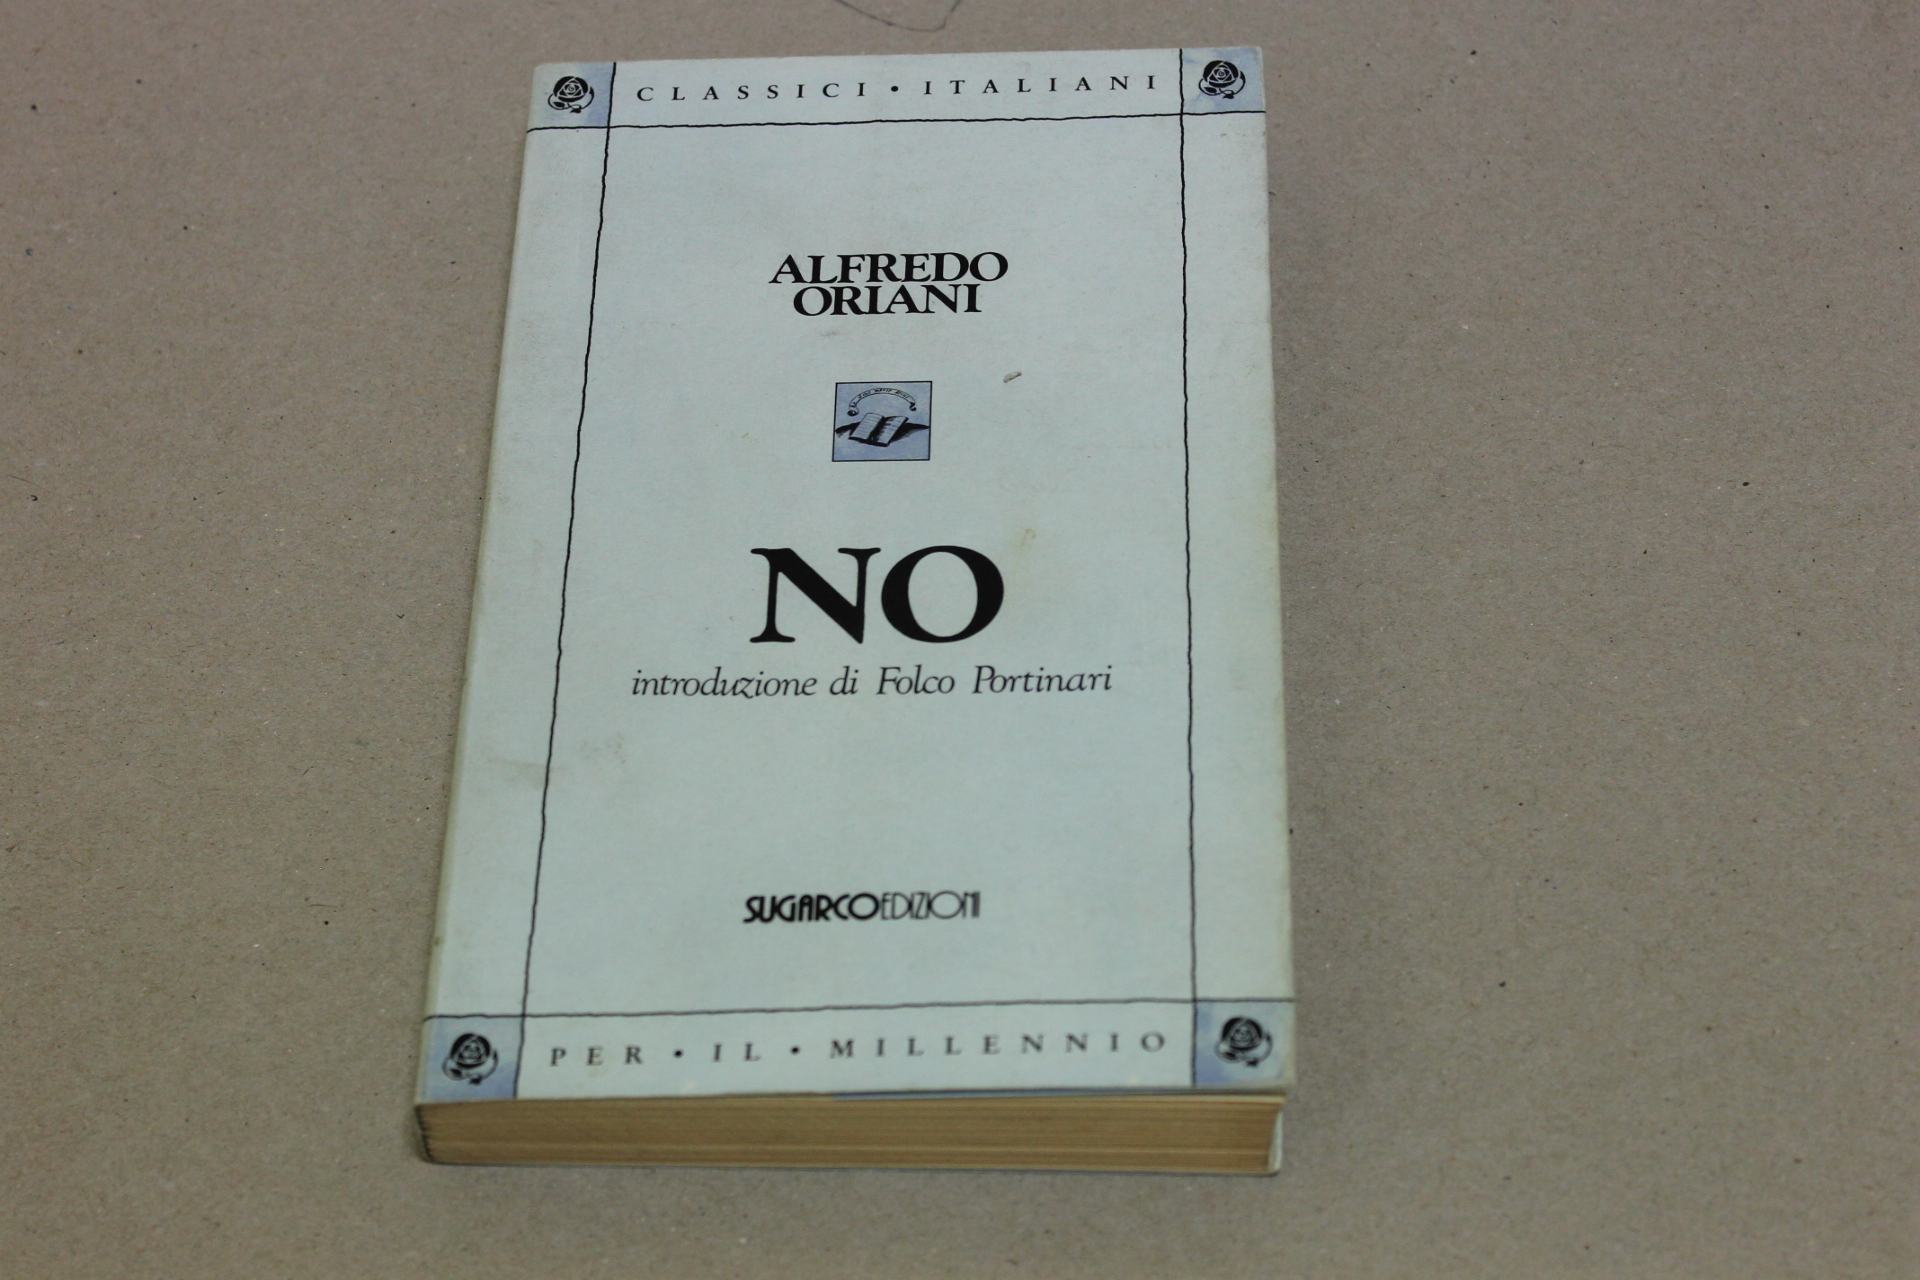 CLASSICI • ITALIANI
ALFREDO
ORIANI
NO
introduzione di Folco Portinari
SUGARCOEDIZIONI
PER • IL • MILLENNIO